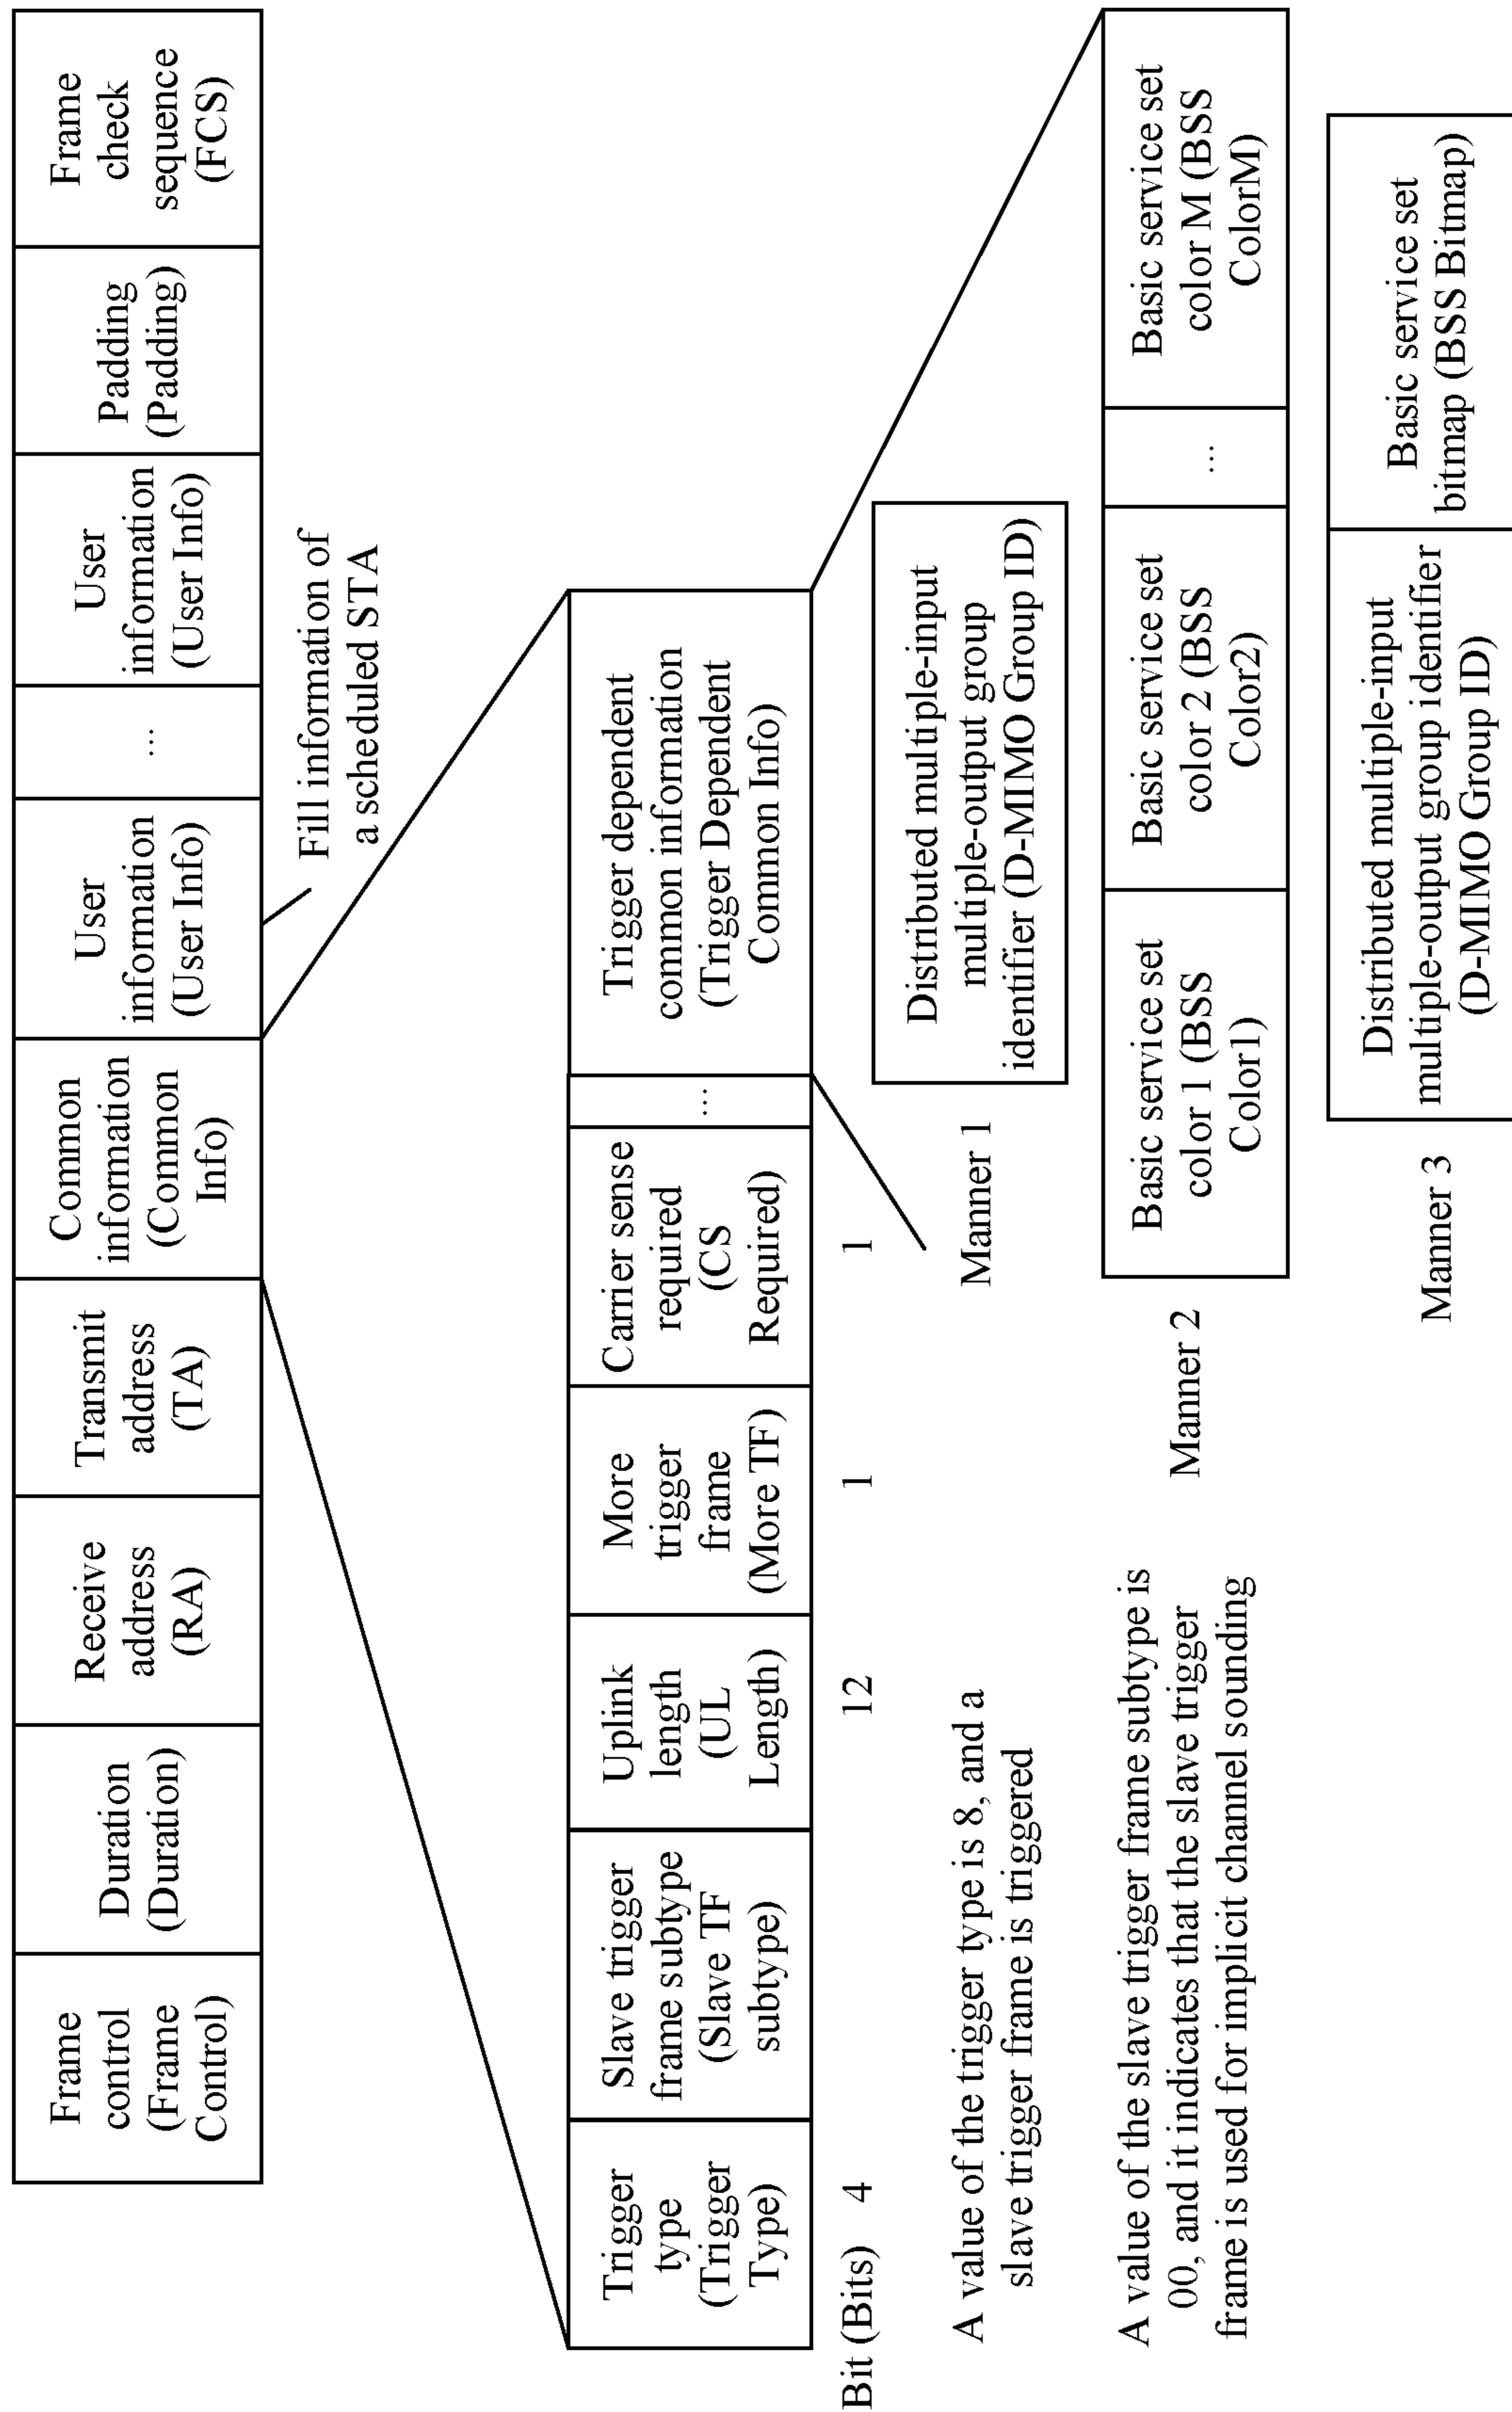 Frame
control
(Frame
Control)
Duration
(Duration)
Receive
address
(RA)
Transmit
address
(TA)
Common
information
(Common
Info)
User
information
(User Info)
...
User
information
(User Info)
Padding
(Padding)
Frame
check
sequence
(FCS)
Fill information of
a scheduled STA
Trigger
type
(Trigger
Type)
Slave trigger
frame subtype
(Slave TF
subtype)
Uplink
length
(UL
Length)
More
trigger
frame
(More TF)
Carrier sense
required
(CS
Required)
...
Trigger dependent
common information
(Trigger Dependent
Common Info)
Bit (Bits) 4 12 1 1
A value of the trigger type is 8, and a
slave trigger frame is triggered
A value of the slave trigger frame subtype is
00, and it indicates that the slave trigger
frame is used for implicit channel sounding
Manner 1
Distributed multiple-input
multiple-output group
identifier (D-MIMO Group ID)
Manner 2
Basic service set
color 1 (BSS
Color1)
Basic service set
color 2 (BSS
Color2)
...
Basic service set
color M (BSS
ColorM)
Manner 3
Distributed multiple-input
multiple-output group identifier
(D-MIMO Group ID)
Basic service set
bitmap (BSS Bitmap)